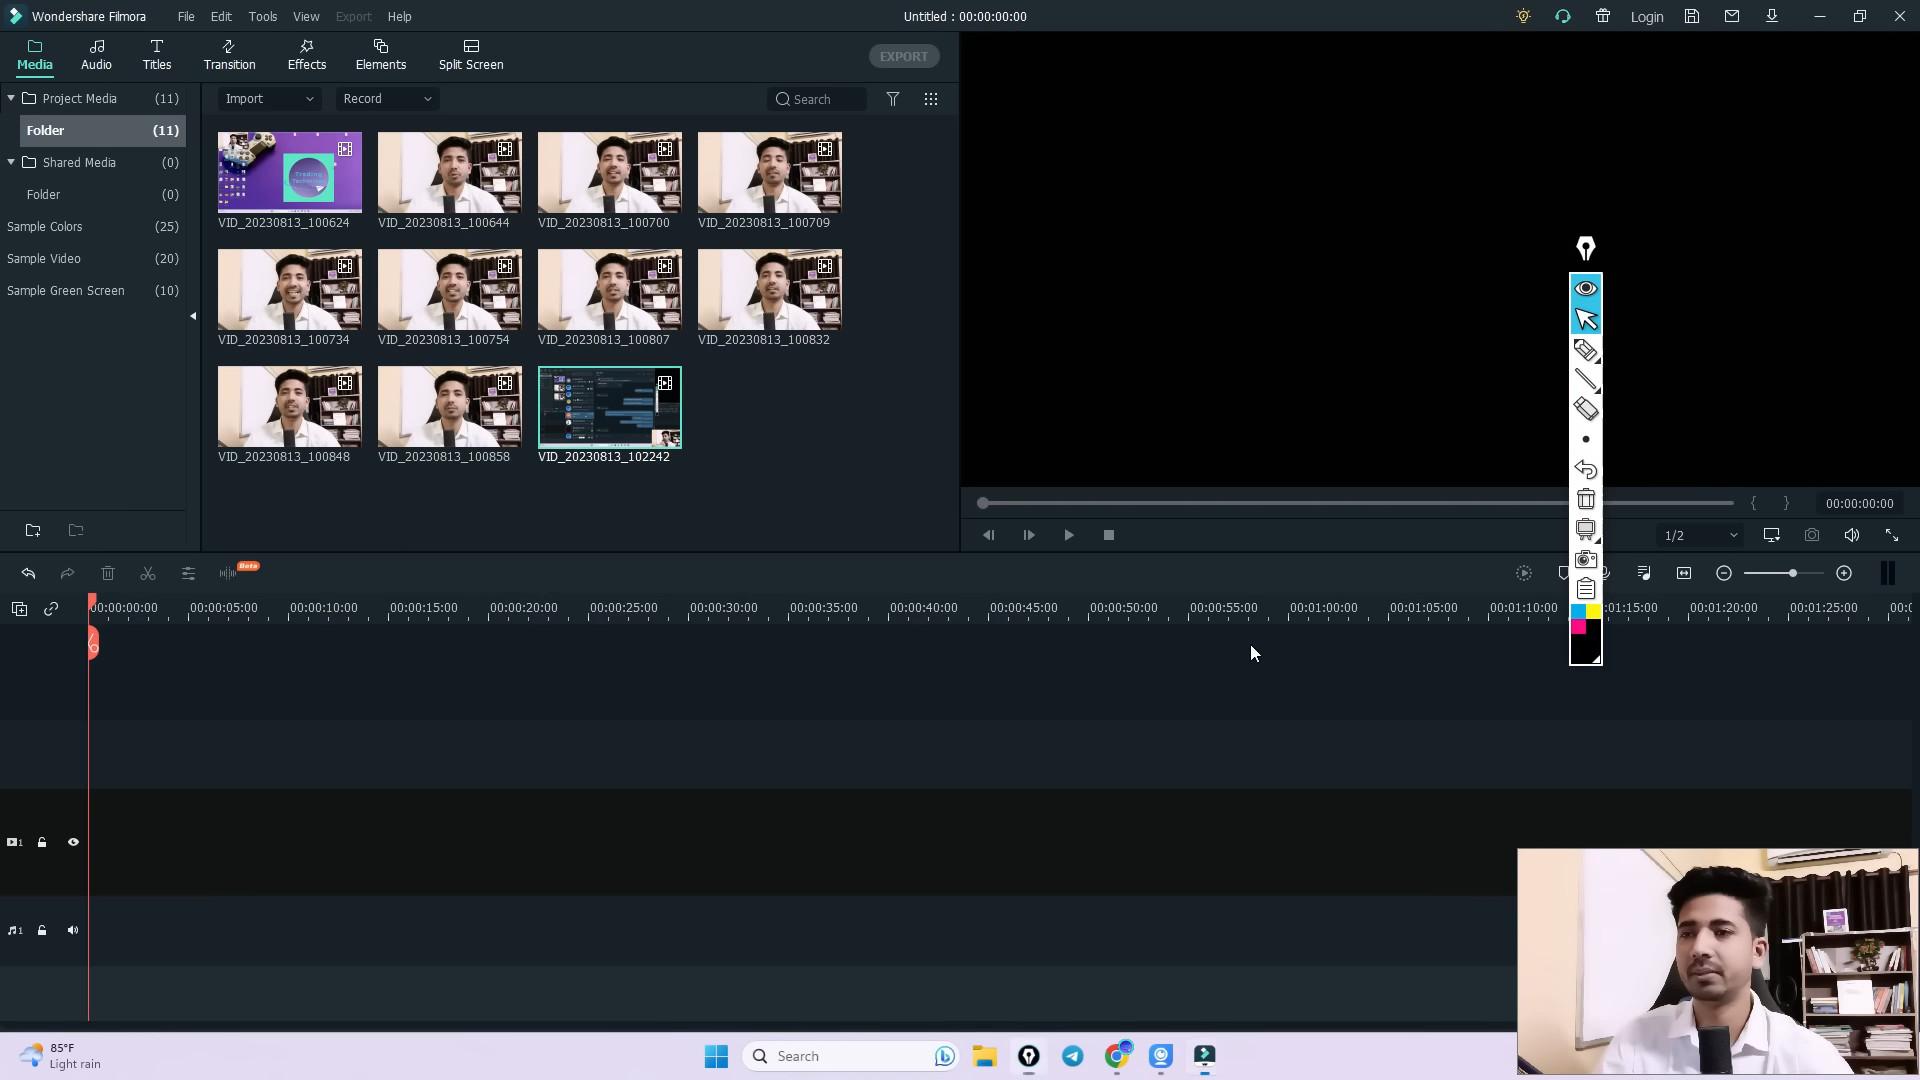 Wondershare Filmora File Edit Tools View Export Help Untitled : 00:00:00:00 Login
Media Audio Titles Transition Effects Elements Split Screen EXPORT
Project Media (11) Import Record Search
Folder (11)
Shared Media (0)
Folder (0)
Sample Colors (25)
Sample Video (20)
Sample Green Screen (10)
VID_20230813_100624 VID_20230813_100644 VID_20230813_100700 VID_20230813_100709
VID_20230813_100734 VID_20230813_100754 VID_20230813_100807 VID_20230813_100832
VID_20230813_100848 VID_20230813_100858 VID_20230813_102242
{ } 00:00:00:00
1/2
Beta
00:00:00:00 00:00:05:00 00:00:10:00 00:00:15:00 00:00:20:00 00:00:25:00 00:00:30:00 00:00:35:00 00:00:40:00 00:00:45:00 00:00:50:00 00:00:55:00 00:01:00:00 00:01:05:00 00:01:10:00 :01:15:00 00:01:20:00 00:01:25:00 00:0
1
1
85°F
Light rain
Search